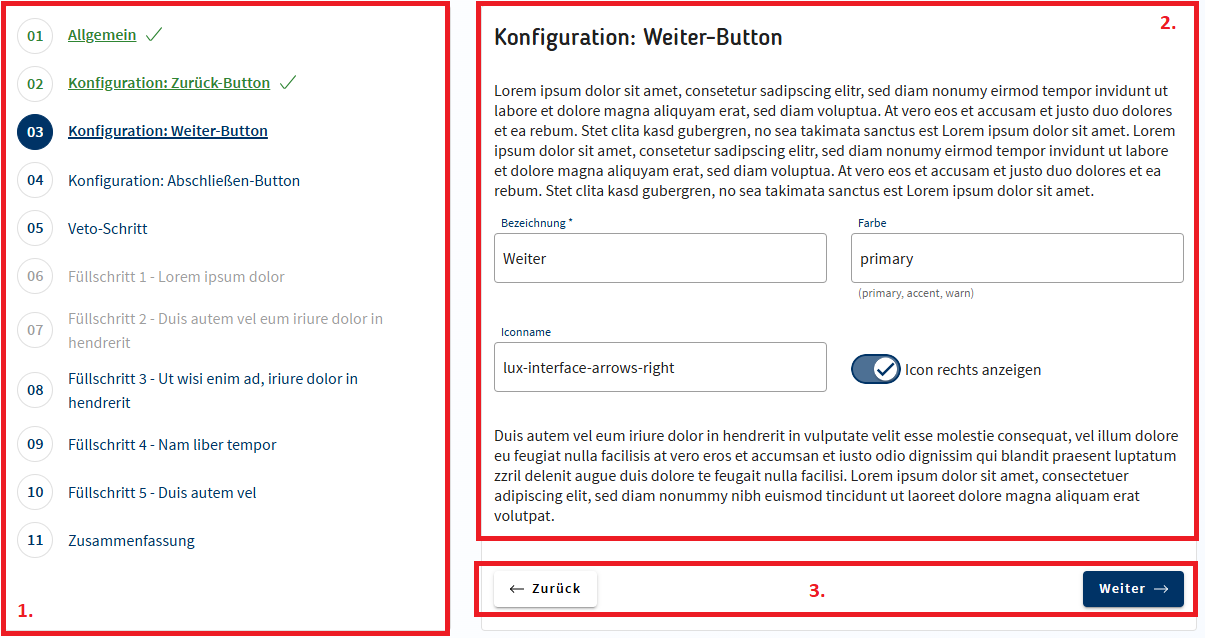 01 Allgemein
02 Konfiguration: Zurück-Button
03 Konfiguration: Weiter-Button
04 Konfiguration: Abschließen-Button
05 Veto-Schritt
06 Füllschritt 1 - Lorem ipsum dolor
07 Füllschritt 2 - Duis autem vel eum iriure dolor in
hendrerit
08 Füllschritt 3 - Ut wisi enim ad, iriure dolor in
hendrerit
09 Füllschritt 4 - Nam liber tempor
10 Füllschritt 5 - Duis autem vel
11 Zusammenfassung
1.
2.
Konfiguration: Weiter-Button
Lorem ipsum dolor sit amet, consetetur sadipscing elitr, sed diam nonumy eirmod tempor invidunt ut
labore et dolore magna aliquyam erat, sed diam voluptua. At vero eos et accusam et justo duo dolores
et ea rebum. Stet clita kasd gubergren, no sea takimata sanctus est Lorem ipsum dolor sit amet. Lorem
ipsum dolor sit amet, consetetur sadipscing elitr, sed diam nonumy eirmod tempor invidunt ut labore
et dolore magna aliquyam erat, sed diam voluptua. At vero eos et accusam et justo duo dolores et ea
rebum. Stet clita kasd gubergren, no sea takimata sanctus est Lorem ipsum dolor sit amet.
Bezeichnung *
Weiter
Farbe
primary
(primary, accent, warn)
Iconname
lux-interface-arrows-right
Icon rechts anzeigen
Duis autem vel eum iriure dolor in hendrerit in vulputate velit esse molestie consequat, vel illum dolore
eu feugiat nulla facilisis at vero eros et accumsan et iusto odio dignissim qui blandit praesent luptatum
zzril delenit augue duis dolore te feugait nulla facilisi. Lorem ipsum dolor sit amet, consectetuer
adipiscing elit, sed diam nonummy nibh euismod tincidunt ut laoreet dolore magna aliquam erat
volutpat.
← Zurück
3.
Weiter →